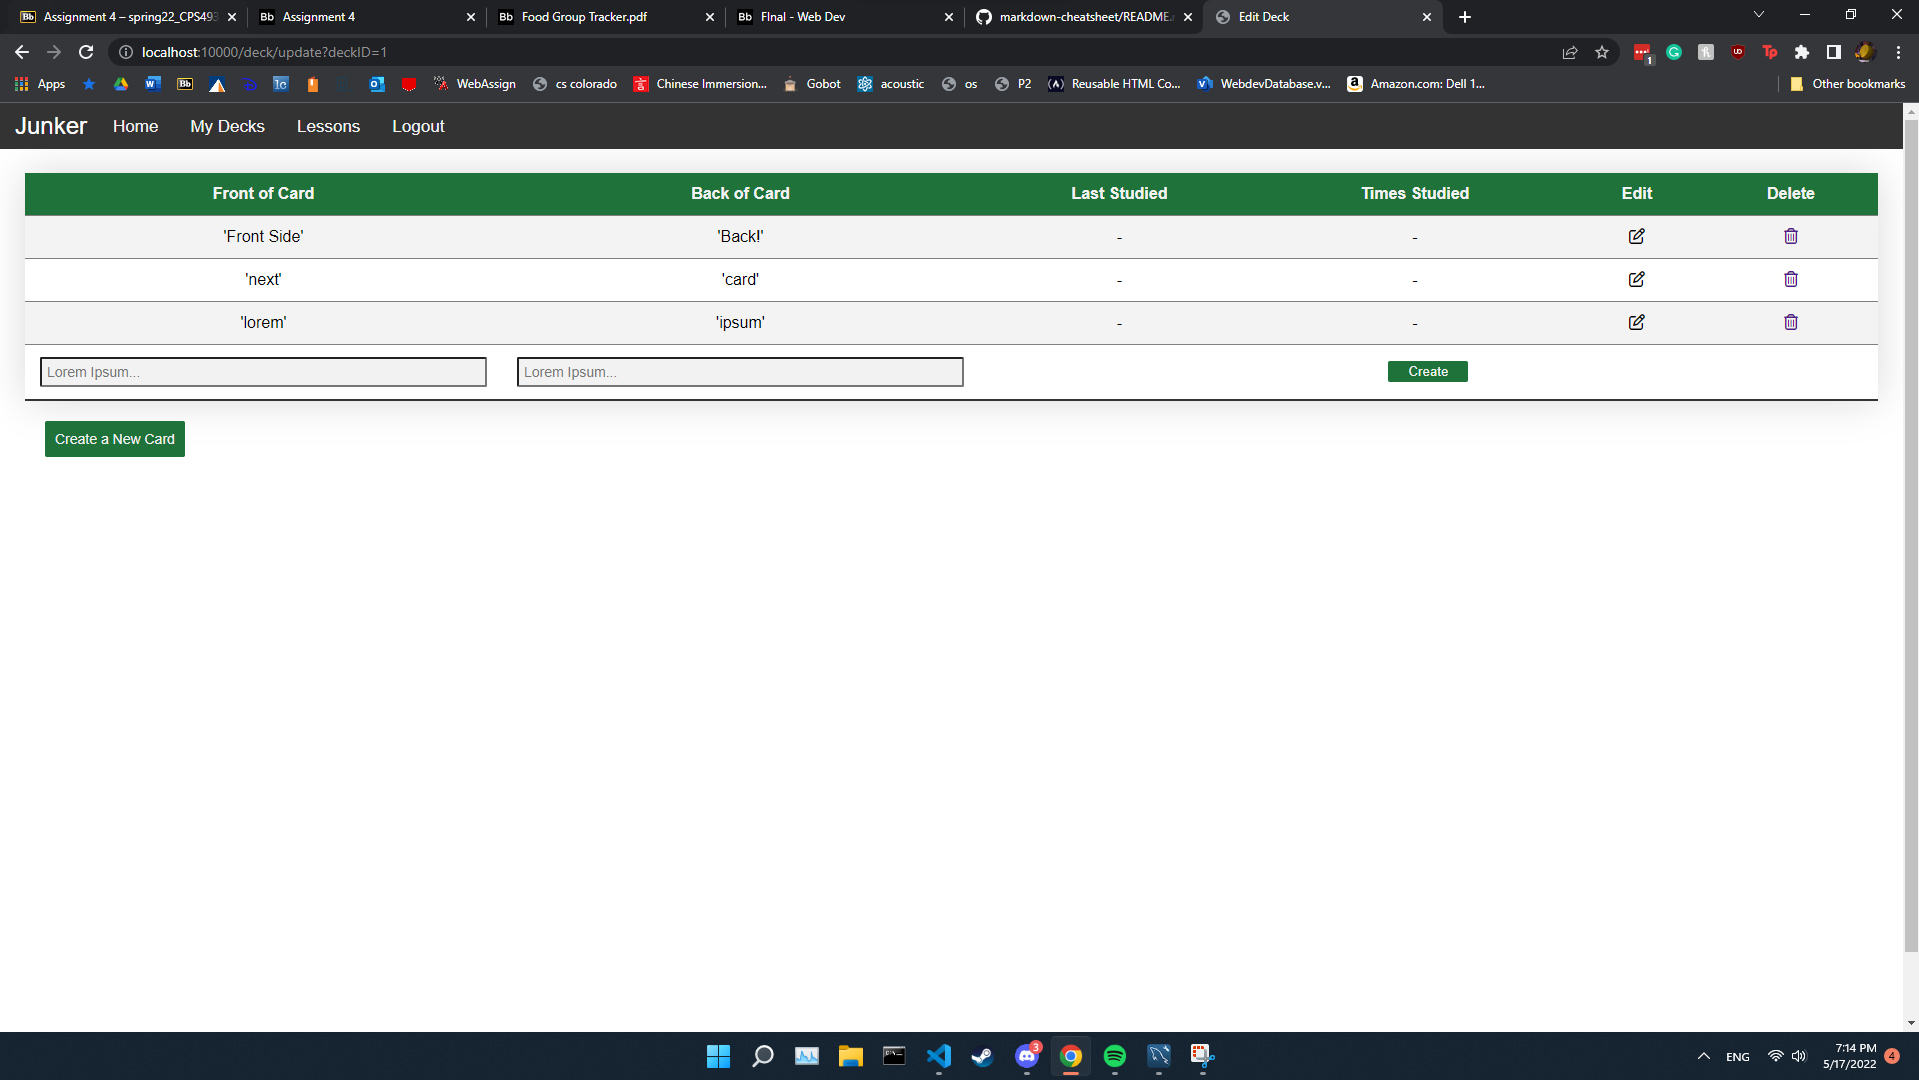 Assignment 4 – spring22_CPS493
Assignment 4
Food Group Tracker.pdf
FInal - Web Dev
markdown-cheatsheet/README.
Edit Deck
localhost:10000/deck/update?deckID=1
Apps
WebAssign
cs colorado
Chinese Immersion...
Gobot
acoustic
os
P2
Reusable HTML Co...
WebdevDatabase.v...
Amazon.com: Dell 1...
Other bookmarks
Junker Home My Decks Lessons Logout
Front of Card Back of Card Last Studied Times Studied Edit Delete
'Front Side' 'Back!' - -
'next' 'card' - -
'lorem' 'ipsum' - -
Lorem Ipsum... Lorem Ipsum... Create
Create a New Card
ENG
7:14 PM
5/17/2022
4